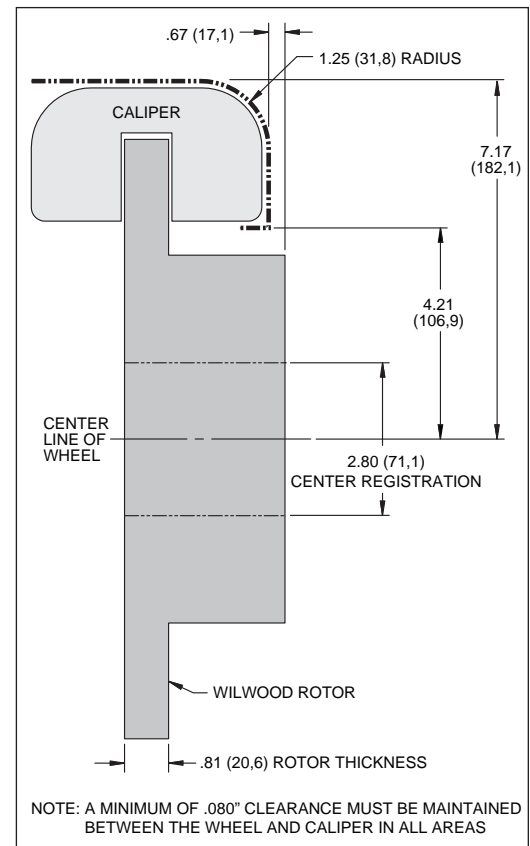 .67 (17,1)
1.25 (31,8) RADIUS
CALIPER
7.17
(182,1)
4.21
(106,9)
CENTER
LINE OF
WHEEL
2.80 (71,1)
CENTER REGISTRATION
WILWOOD ROTOR
.81 (20,6) ROTOR THICKNESS
NOTE: A MINIMUM OF .080" CLEARANCE MUST BE MAINTAINED
BETWEEN THE WHEEL AND CALIPER IN ALL AREAS